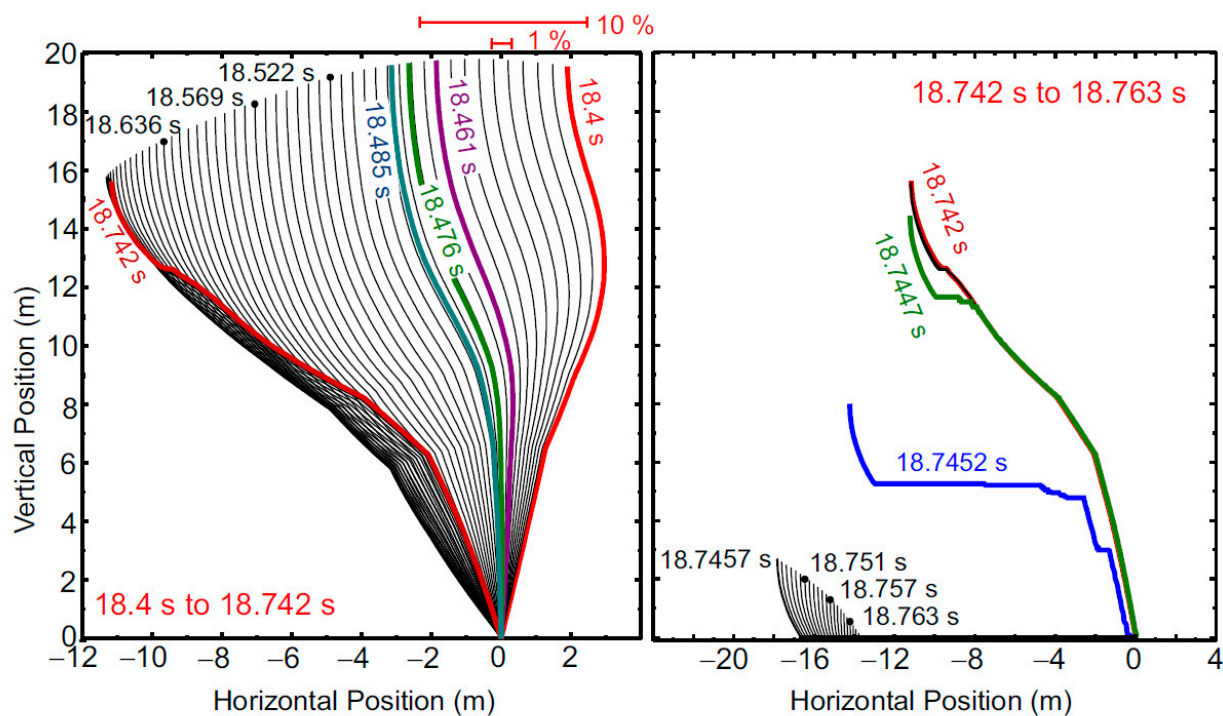 10 %
1 %
20
18
16
14
12
10
8
6
4
2
0
Vertical Position (m)
18.522 s
18.569 s
18.636 s
18.742 s
18.485 s
18.476 s
18.461 s
18.4 s
18.4 s to 18.742 s
−12
−10
−8
−6
−4
−2
0
2
Horizontal Position (m)
18.742 s to 18.763 s
18.742 s
18.7447 s
18.7452 s
18.7457 s
18.751 s
18.757 s
18.763 s
−20
−16
−12
−8
−4
0
4
Horizontal Position (m)